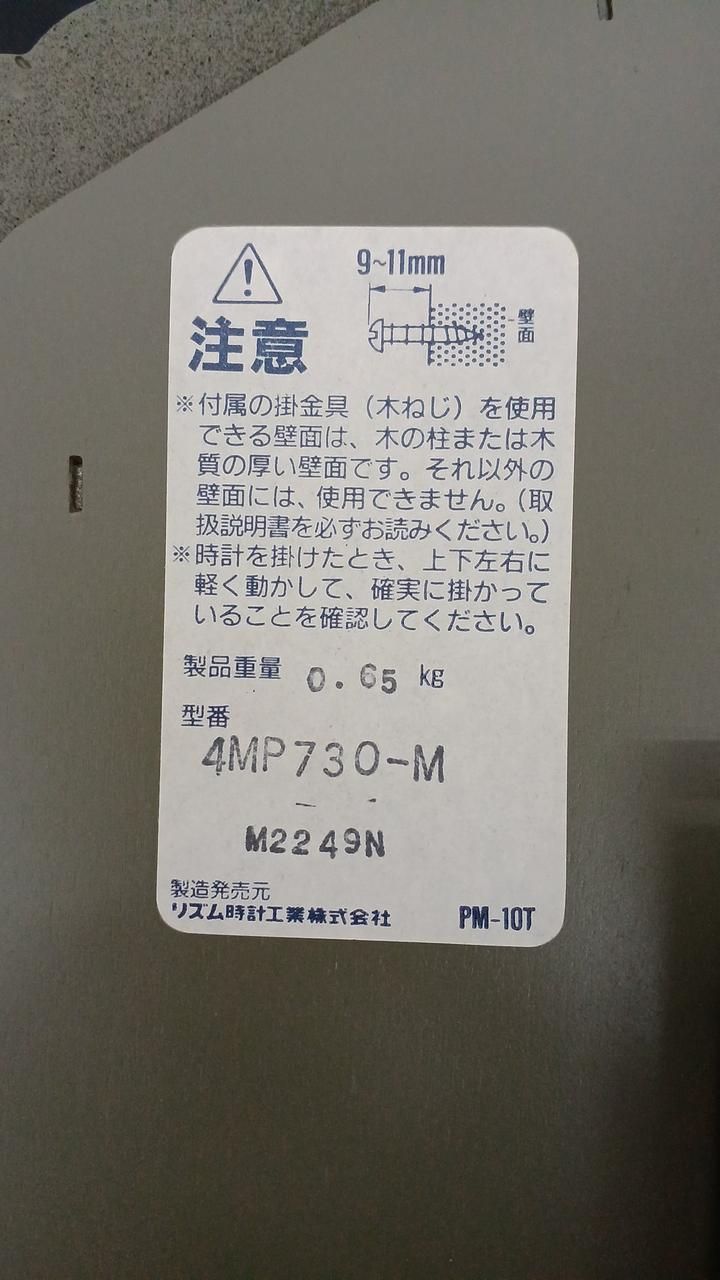 9~11mm
壁面
注意
※付属の掛金具（木ねじ）を使用
できる壁面は、木の柱または木
質の厚い壁面です。それ以外の
壁面には、使用できません。（取
扱説明書を必ずお読みください。）
※時計を掛けたとき、上下左右に
軽く動かして、確実に掛かって
いることを確認してください。
製品重量 0.65 kg
型番
4MP730-M
M2249N
製造発売元
リズム時計工業株式会社 PM-10T